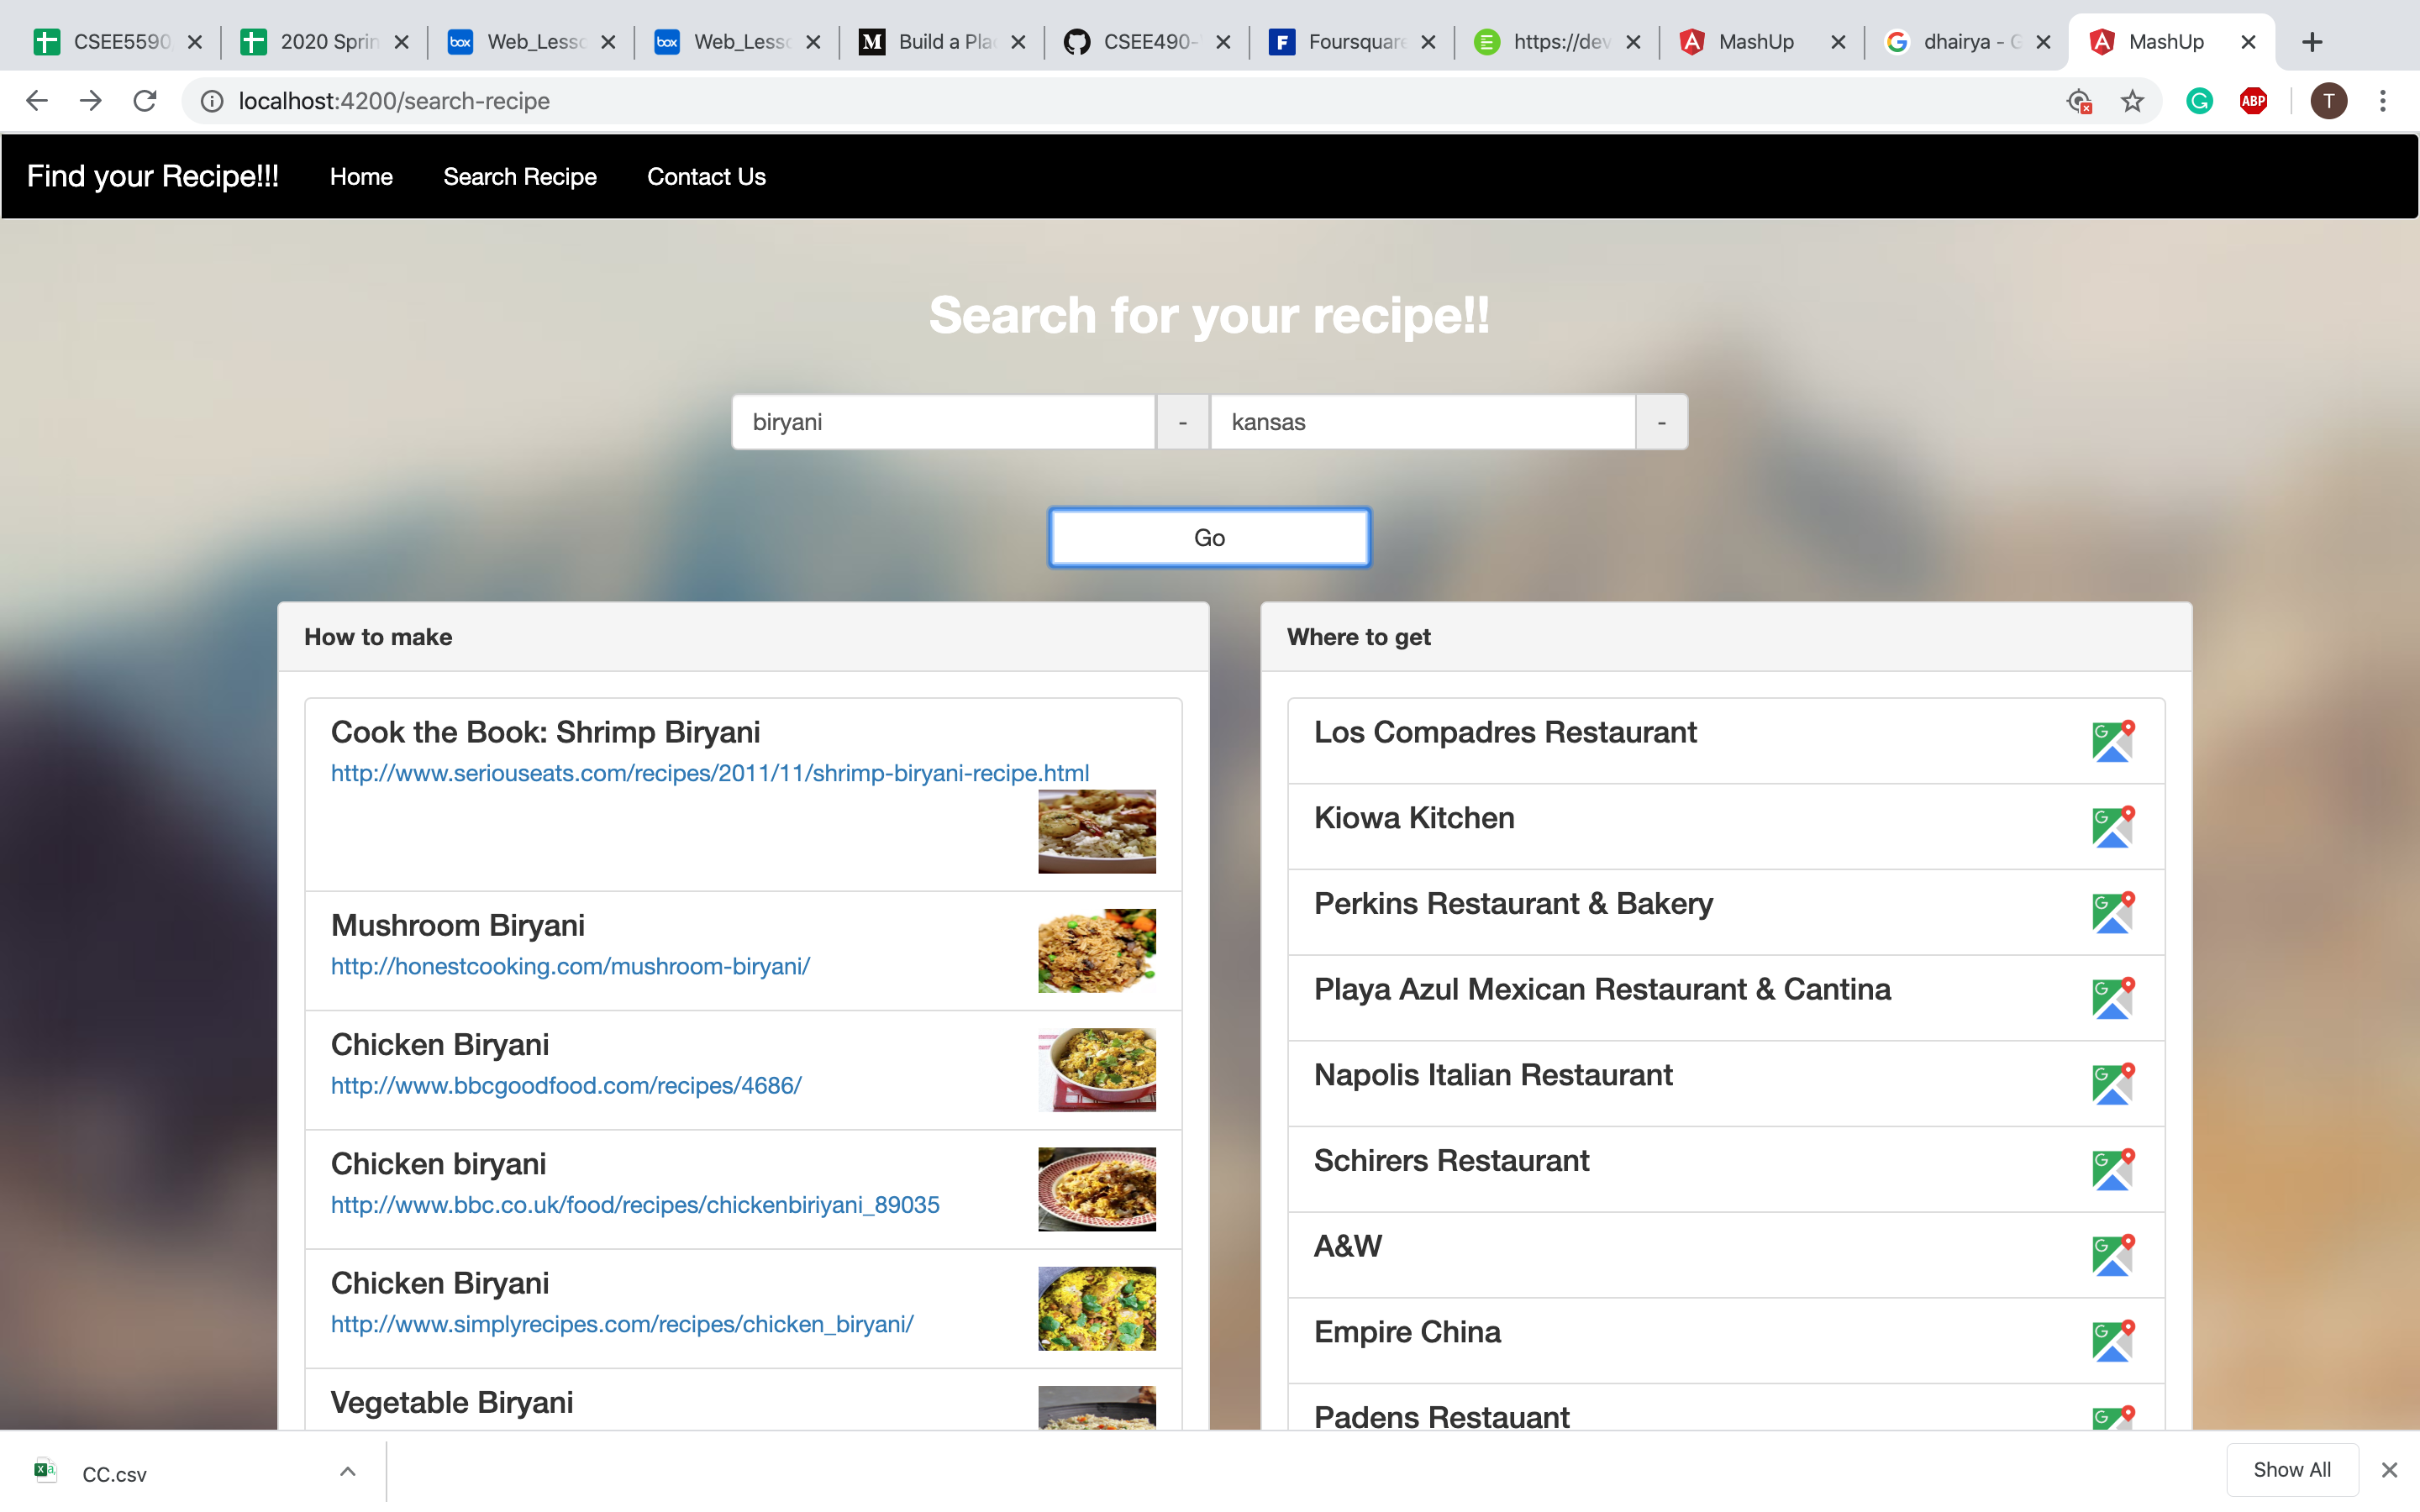 CSEE5590 2020 Sprin Web_Lesso Web_Lesso M Build a Pla CSEE490- F Foursquare https://dev MashUp dhairya - G MashUp
localhost:4200/search-recipe ABP T
Find your Recipe!!! Home Search Recipe Contact Us
Search for your recipe!!
biryani - kansas -
Go
How to make
Cook the Book: Shrimp Biryani
http://www.seriouseats.com/recipes/2011/11/shrimp-biryani-recipe.html
Mushroom Biryani
http://honestcooking.com/mushroom-biryani/
Chicken Biryani
http://www.bbcgoodfood.com/recipes/4686/
Chicken biryani
http://www.bbc.co.uk/food/recipes/chickenbiriyani_89035
Chicken Biryani
http://www.simplyrecipes.com/recipes/chicken_biryani/
Vegetable Biryani
Where to get
Los Compadres Restaurant
Kiowa Kitchen
Perkins Restaurant & Bakery
Playa Azul Mexican Restaurant & Cantina
Napolis Italian Restaurant
Schirers Restaurant
A&W
Empire China
Padens Restauant
CC.csv Show All